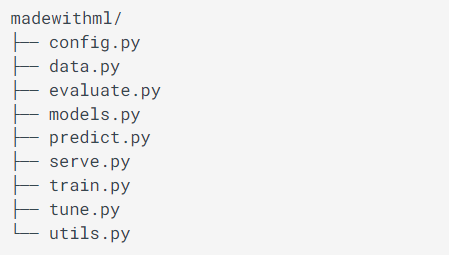 madewithml/
├── config.py
├── data.py
├── evaluate.py
├── models.py
├── predict.py
├── serve.py
├── train.py
├── tune.py
└── utils.py